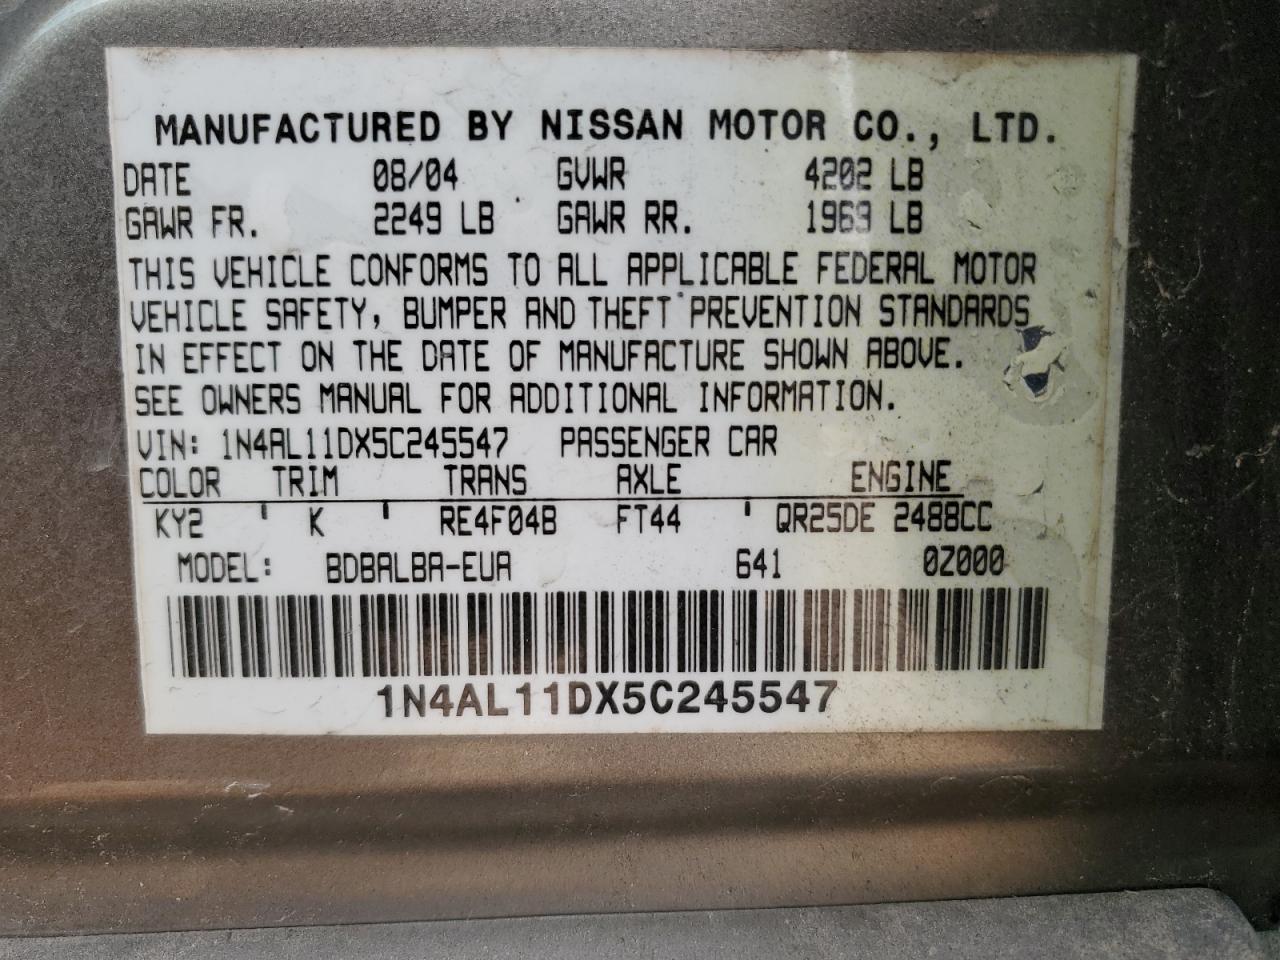 MANUFACTURED BY NISSAN MOTOR CO., LTD.
DATE 08/04 GVWR 4202 LB
GAWR FR. 2249 LB GAWR RR. 1969 LB
THIS VEHICLE CONFORMS TO ALL APPLICABLE FEDERAL MOTOR
VEHICLE SAFETY, BUMPER AND THEFT PREVENTION STANDARDS
IN EFFECT ON THE DATE OF MANUFACTURE SHOWN ABOVE.
SEE OWNERS MANUAL FOR ADDITIONAL INFORMATION.
VIN: 1N4AL11DX5C245547 PASSENGER CAR
COLOR TRIM TRANS AXLE ENGINE
KY2 K RE4F04B FT44 QR25DE 2488CC
MODEL: BDBALBA-EUA 641 0Z000
1N4AL11DX5C245547